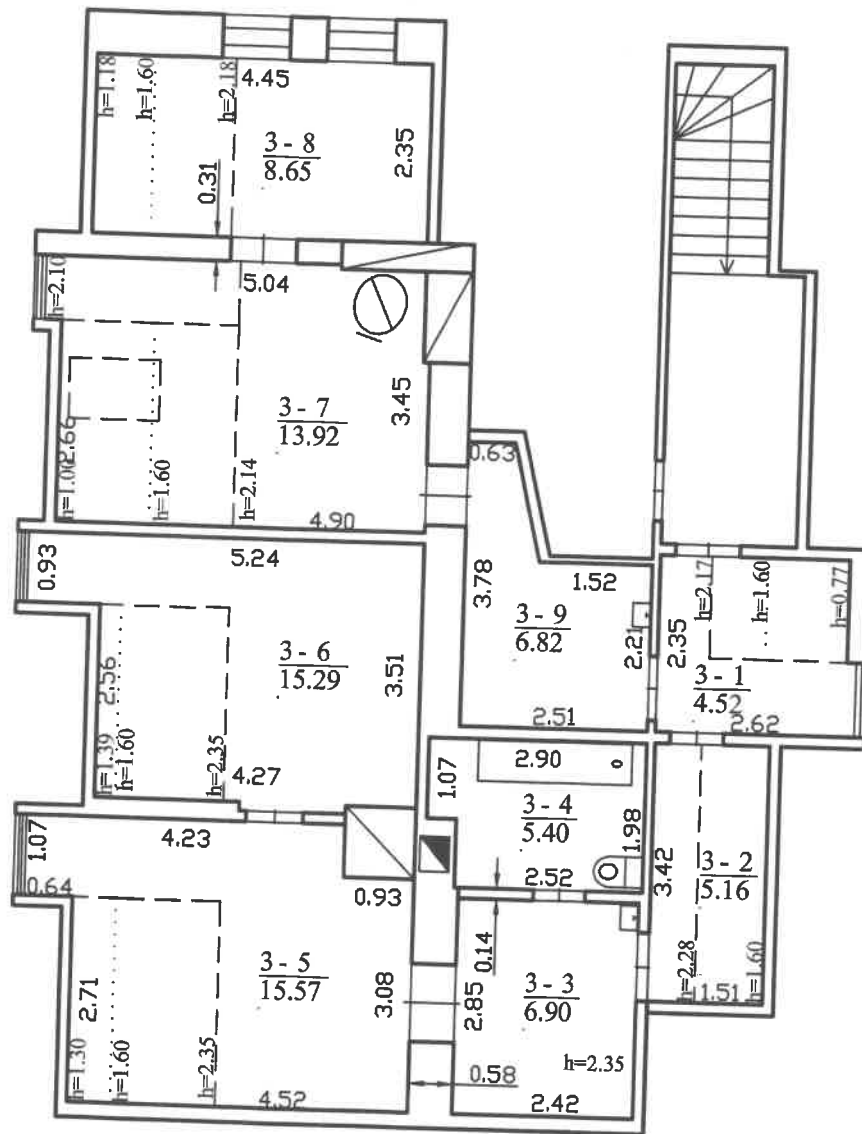 h=1.18
h=1.60
h=2.18
4.45
3 - 8
8.65
2.35
0.31
h=2.10
5.04
3 - 7
13.92
3.45
2.66
h=1.00
h=1.60
h=2.14
4.90
0.63
0.93
5.24
3.78
1.52
3 - 9
6.82
2.21
2.51
h=2.17
h=1.60
h=0.77
2.35
3 - 1
4.52
2.62
3 - 6
15.29
3.51
2.56
h=1.39
h=1.60
h=2.35
4.27
1.07
2.90
3 - 4
5.40
1.98
2.52
3.42
3 - 2
5.16
h=2.28
1.51
h=1.60
1.07
4.23
0.64
0.93
3 - 5
15.57
3.08
2.71
h=1.30
h=1.60
h=2.35
4.52
0.14
2.85
3 - 3
6.90
h=2.35
0.58
2.42